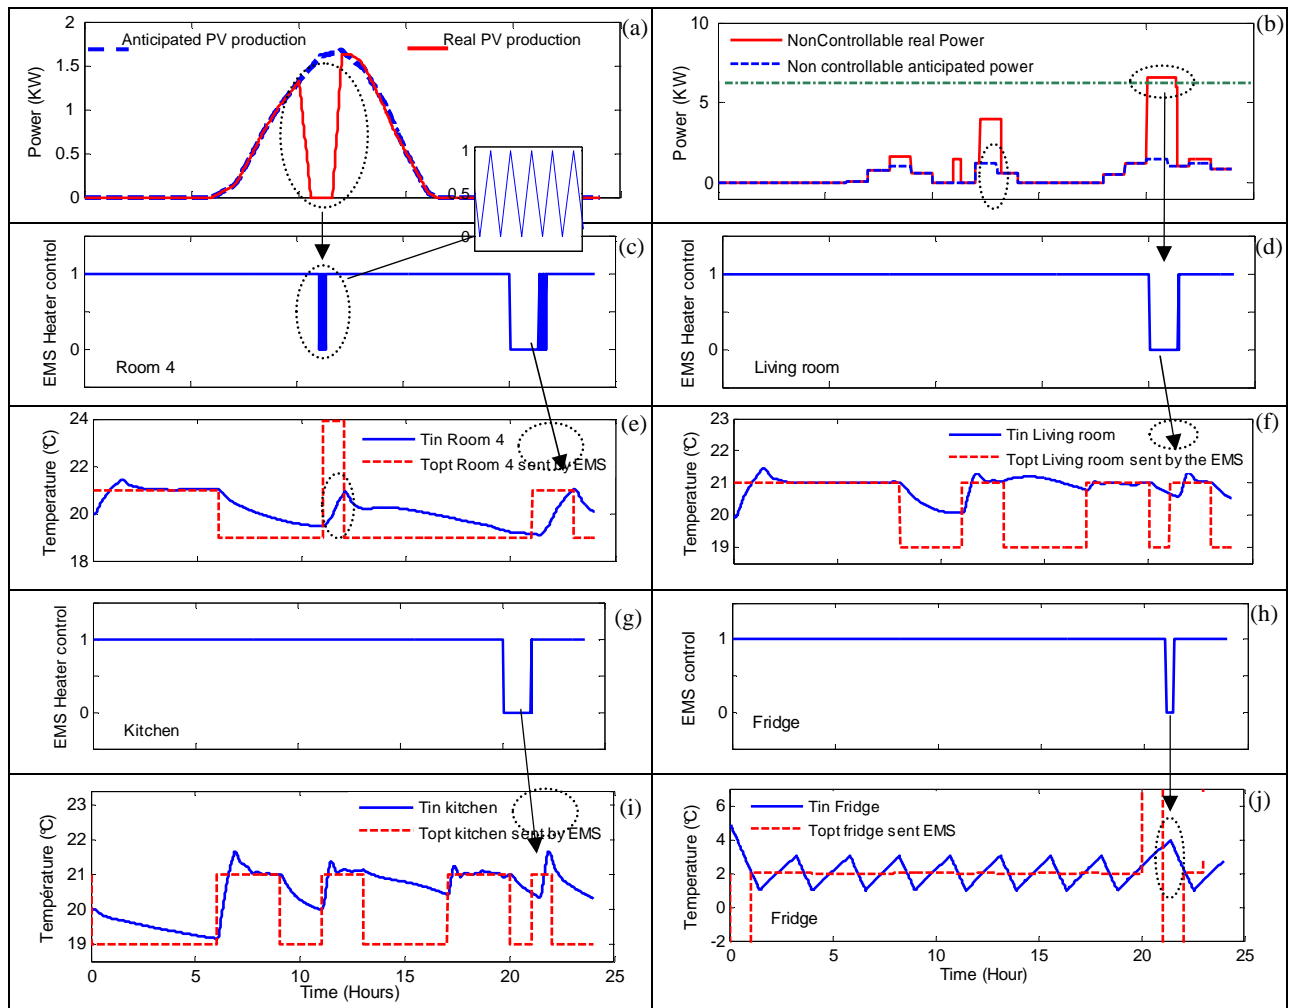 (a)
Anticipated PV production
Real PV production
Power (KW)
2
1.5
1
0.5
0
1
0.5
0
(b)
NonControllable real Power
Non controllable anticipated power
Power (KW)
10
5
0
(c)
EMS Heater control
1
0
Room 4
(d)
EMS Heater control
1
0
Living room
(e)
Tin Room 4
Topt Room 4 sent by EMS
Temperature (°C)
24
22
20
18
(f)
Tin Living room
Topt Living room sent by the EMS
Temperature (°C)
23
22
21
20
19
(g)
EMS Heater control
1
0
Kitchen
(h)
EMS control
1
0
Fridge
(i)
Tin kitchen
Topt kitchen sent by EMS
Temperature (°C)
23
22
21
20
19
0 5 10 15 20 25
Time (Hours)
(j)
Tin Fridge
Topt fridge sent EMS
Temperature (°C)
6
4
2
0
-2
Fridge
0 5 10 15 20 25
Time (Hour)